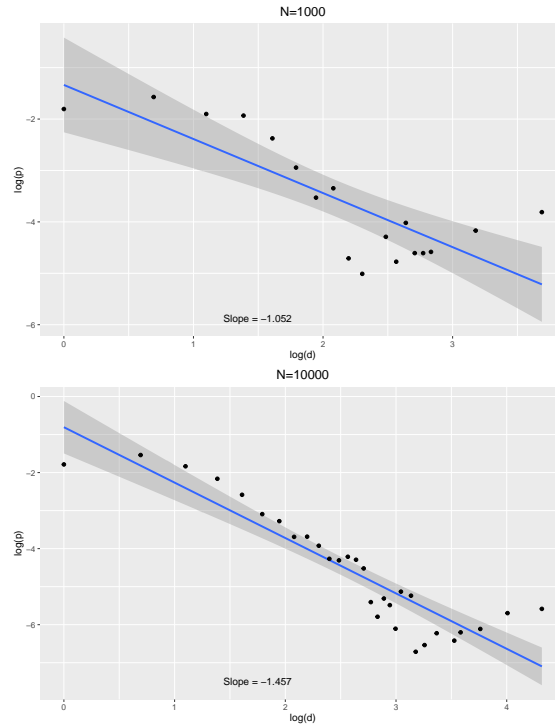 N=1000
−2
−4
−6
log(p)
0
1
2
3
log(d)
Slope = −1.052
N=10000
0
−2
−4
−6
log(p)
0
1
2
3
4
log(d)
Slope = −1.457